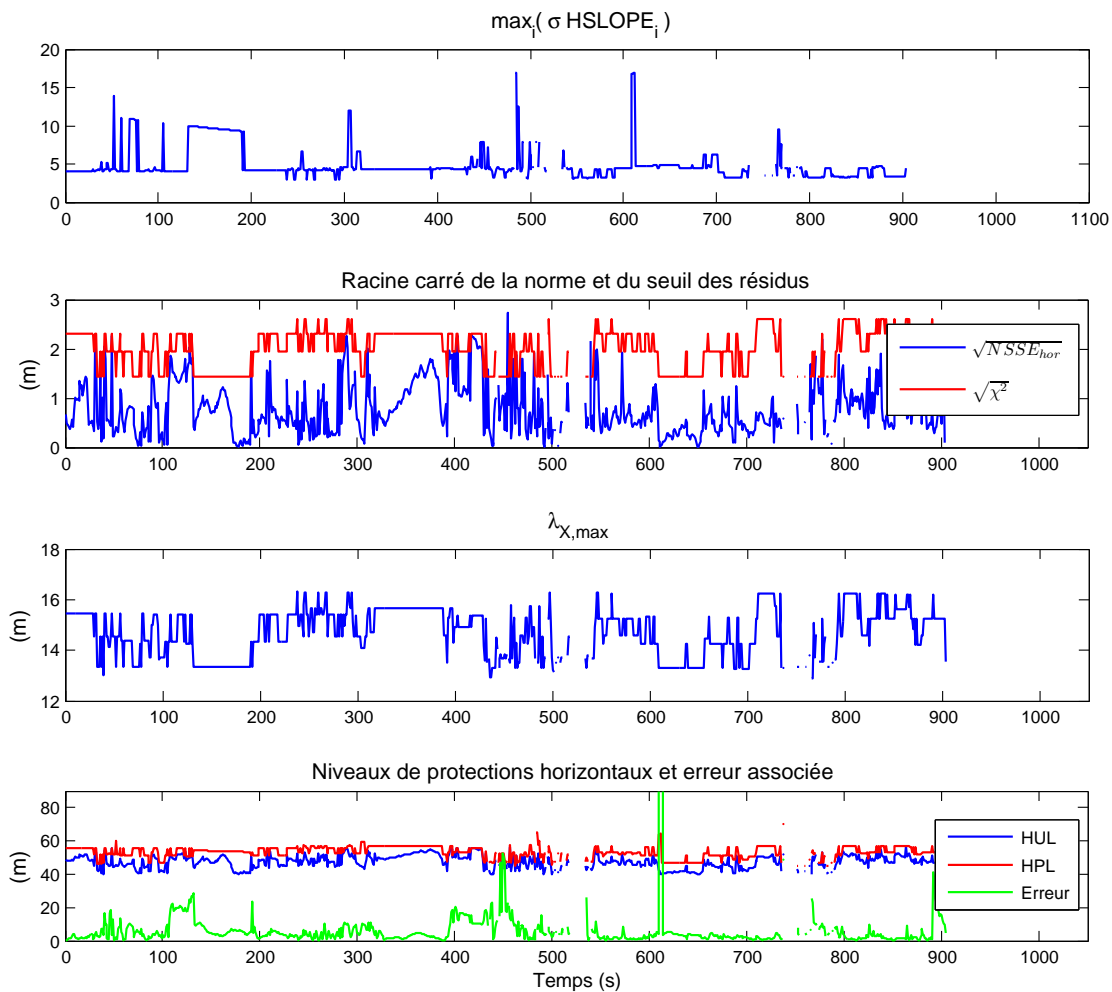 max_i( σ HSLOPE_i )
20
15
10
5
0
0 100 200 300 400 500 600 700 800 900 1000 1100
Racine carré de la norme et du seuil des résidus
3
2
1
0
(m)
√NSSE_hor
√χ²
0 100 200 300 400 500 600 700 800 900 1000
λ_X,max
18
16
14
12
(m)
0 100 200 300 400 500 600 700 800 900 1000
Niveaux de protections horizontaux et erreur associée
80
60
40
20
0
(m)
HUL
HPL
Erreur
0 100 200 300 400 500 600 700 800 900 1000
Temps (s)